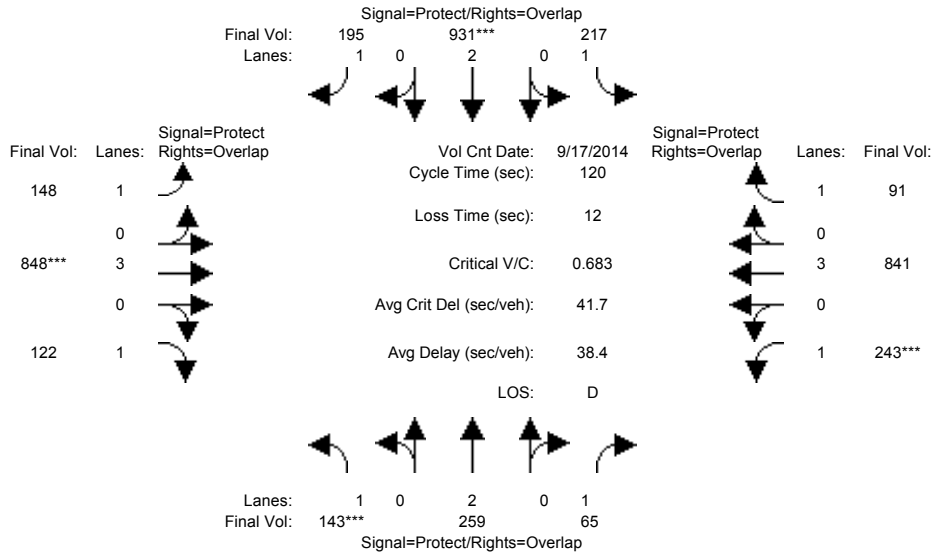 Signal=Protect/Rights=Overlap
Final Vol: 195 931*** 217
Lanes: 1 0 2 0 1
Signal=Protect Signal=Protect
Final Vol: Lanes: Rights=Overlap Vol Cnt Date: 9/17/2014 Rights=Overlap Lanes: Final Vol:
Cycle Time (sec): 120
148 1 1 91
Loss Time (sec): 12
0 0
848*** 3 Critical V/C: 0.683 3 841
0 Avg Crit Del (sec/veh): 41.7 0
122 1 Avg Delay (sec/veh): 38.4 1 243***
LOS: D
Lanes: 1 0 2 0 1
Final Vol: 143*** 259 65
Signal=Protect/Rights=Overlap